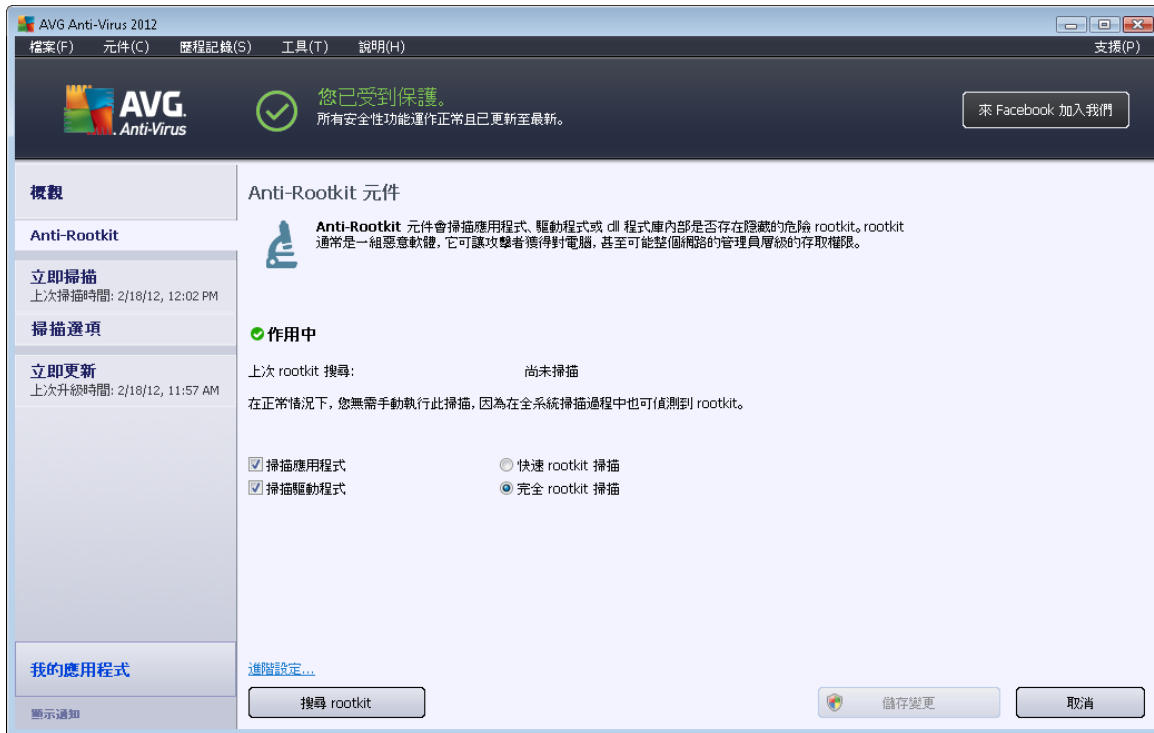 AVG Anti-Virus 2012
檔案(F) 元件(C) 歷程記錄(S) 工具(T) 說明(H) 支援(P)
AVG.
Anti-Virus
您已受到保護。
所有安全性功能運作正常且已更新至最新。
來 Facebook 加入我們
概觀
Anti-Rootkit
立即掃描
上次掃描時間: 2/18/12, 12:02 PM
掃描選項
立即更新
上次升級時間: 2/18/12, 11:57 AM
我的應用程式
顯示通知
Anti-Rootkit 元件
Anti-Rootkit 元件會掃描應用程式、驅動程式或 dll 程式庫內部是否存在隱藏的危險 rootkit。rootkit
通常是一組惡意軟體, 它可讓攻擊者獲得對電腦, 甚至可能整個網路的管理員層級的存取權限。
作用中
上次 rootkit 搜尋: 尚未掃描
在正常情況下, 您無需手動執行此掃描, 因為在全系統掃描過程中也可偵測到 rootkit。
掃描應用程式 快速 rootkit 掃描
掃描驅動程式 完全 rootkit 掃描
進階設定...
搜尋 rootkit 儲存變更 取消